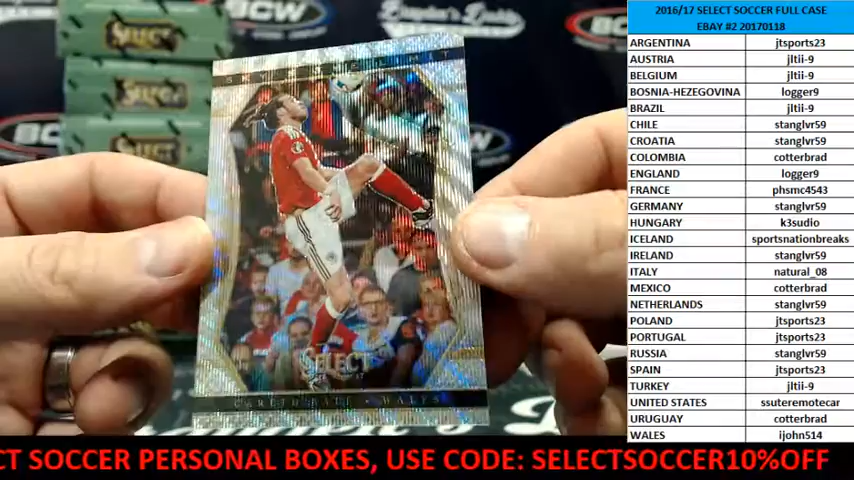 2016/17 SELECT SOCCER FULL CASE
EBAY #2 20170118
ARGENTINA jtsports23
AUSTRIA jltii-9
BELGIUM jltii-9
BOSNIA-HEZEGOVINA logger9
BRAZIL jltii-9
CHILE stanglvr59
CROATIA stanglvr59
COLOMBIA cotterbrad
ENGLAND logger9
FRANCE phsmc4543
GERMANY stanglvr59
HUNGARY k3sudio
ICELAND sportsnationbreaks
IRELAND stanglvr59
ITALY natural_08
MEXICO cotterbrad
NETHERLANDS stanglvr59
POLAND jtsports23
PORTUGAL jtsports23
RUSSIA stanglvr59
SPAIN jtsports23
TURKEY jltii-9
UNITED STATES ssuteremotecar
URUGUAY cotterbrad
WALES ijohn514
SELECT
SELECT
BCW
BCW
SELECT
GARETH BALE • WALES
CT SOCCER PERSONAL BOXES, USE CODE: SELECTSOCCER10%OFF